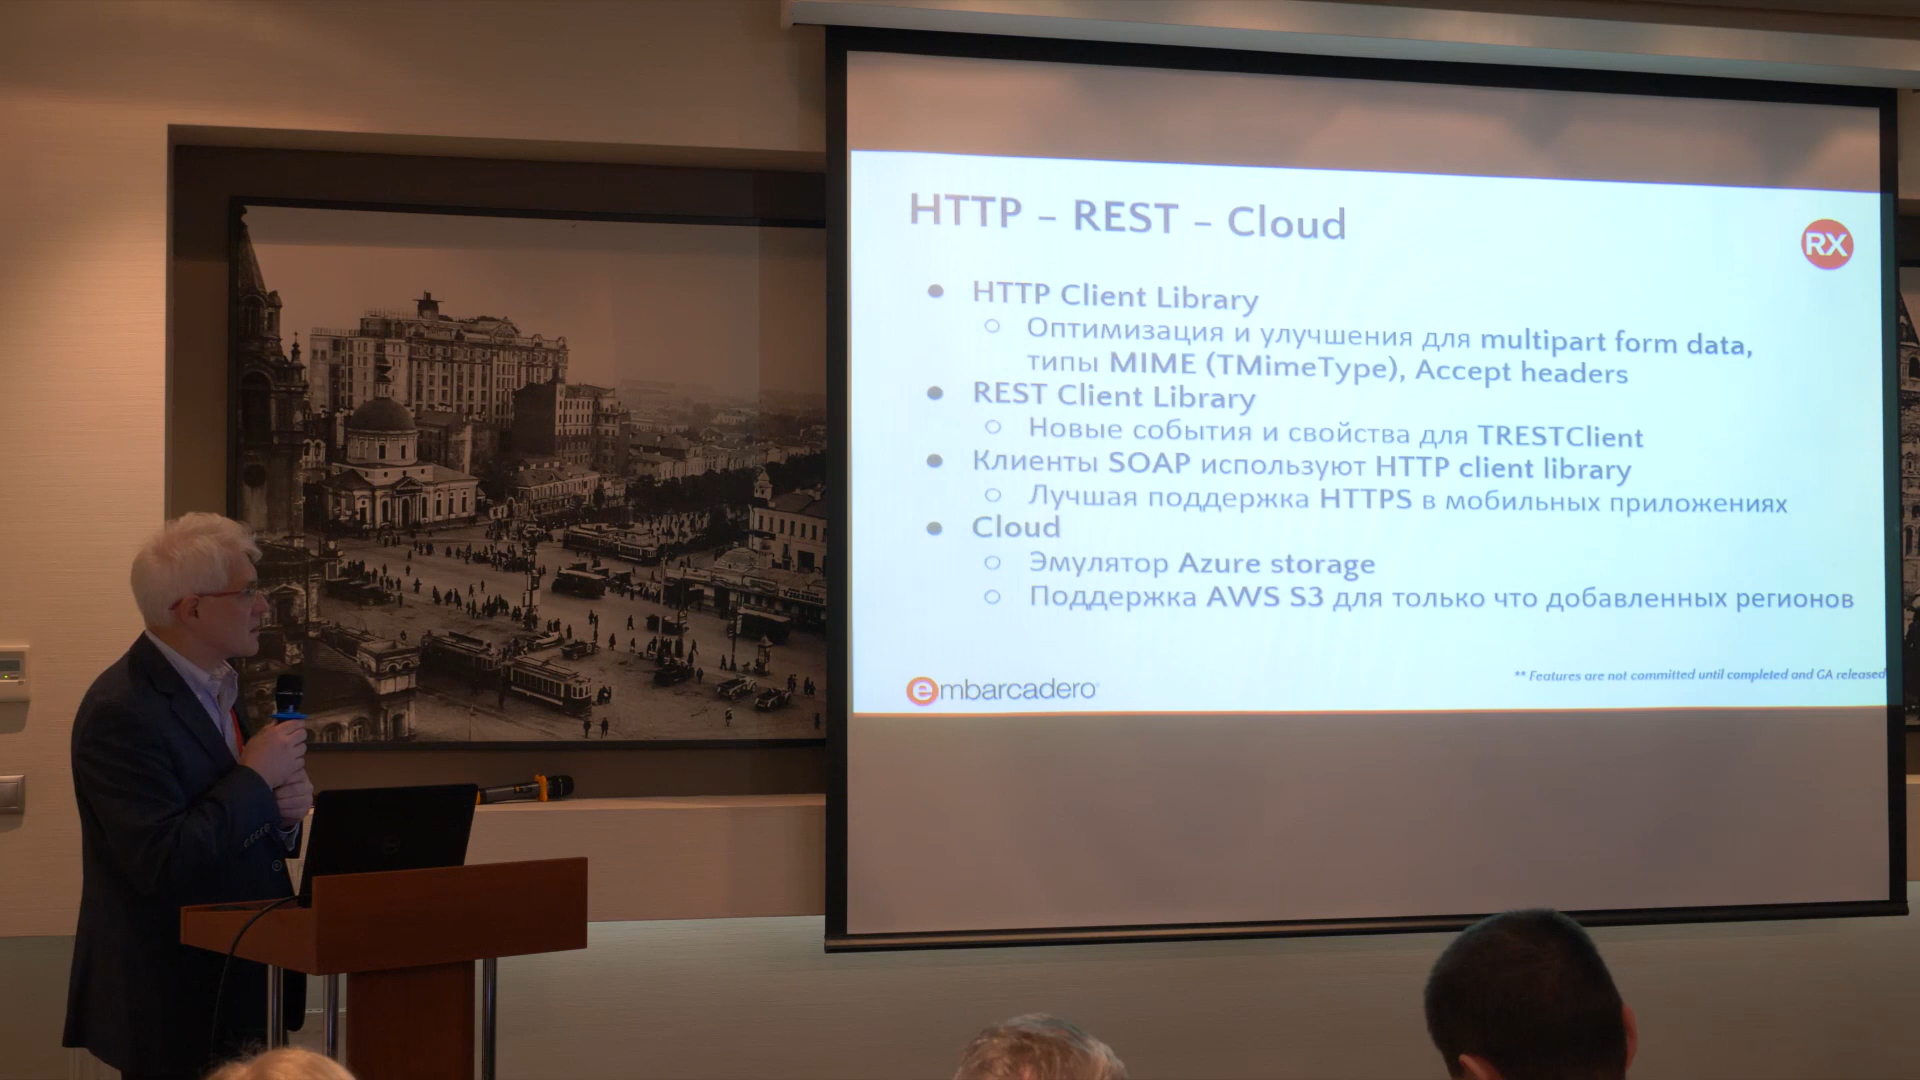 HTTP – REST – Cloud
RX
● HTTP Client Library
○ Оптимизация и улучшения для multipart form data,
типы MIME (TMimeType), Accept headers
● REST Client Library
○ Новые события и свойства для TRESTClient
● Клиенты SOAP используют HTTP client library
○ Лучшая поддержка HTTPS в мобильных приложениях
● Cloud
○ Эмулятор Azure storage
○ Поддержка AWS S3 для только что добавленных регионов
** Features are not committed until completed and GA released
embarcadero